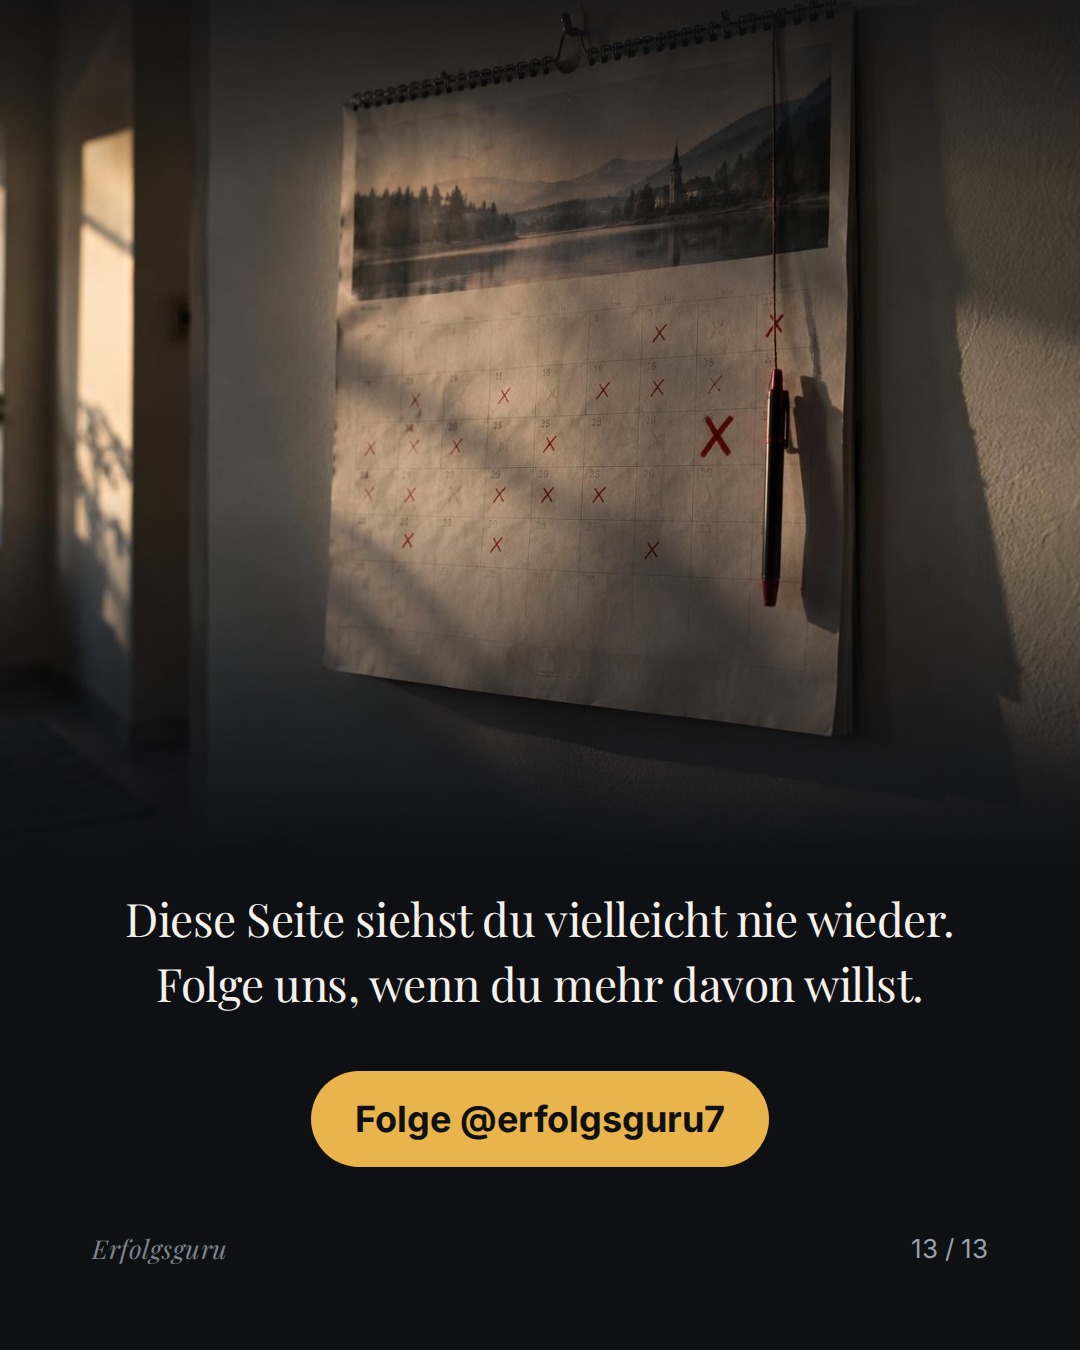 Diese Seite siehst du vielleicht nie wieder.
Folge uns, wenn du mehr davon willst.
Folge @erfolgsguru7
Erfolgsguru
13 / 13